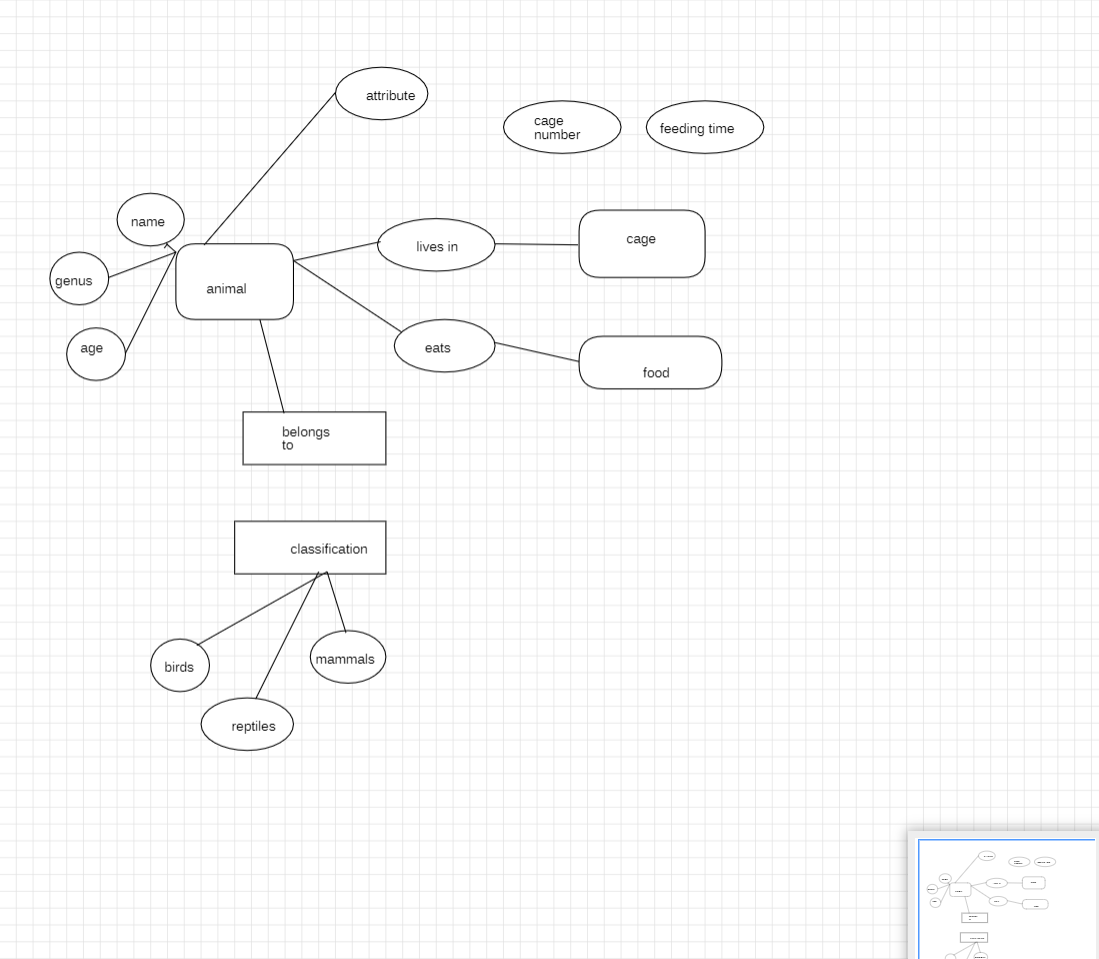 attribute
cage
number
feeding time
name
lives in
cage
genus
animal
age
eats
food
belongs
to
classification
birds
mammals
reptiles